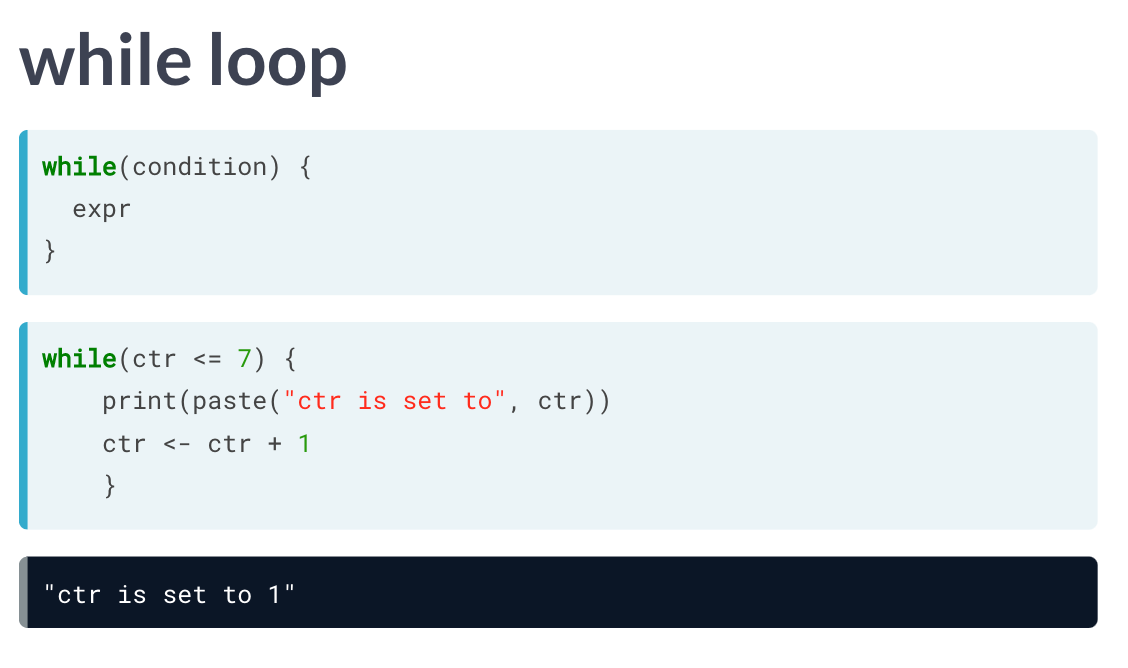 while loop
while(condition) {
  expr
}
while(ctr <= 7) {
    print(paste("ctr is set to", ctr))
    ctr <- ctr + 1
    }
"ctr is set to 1"